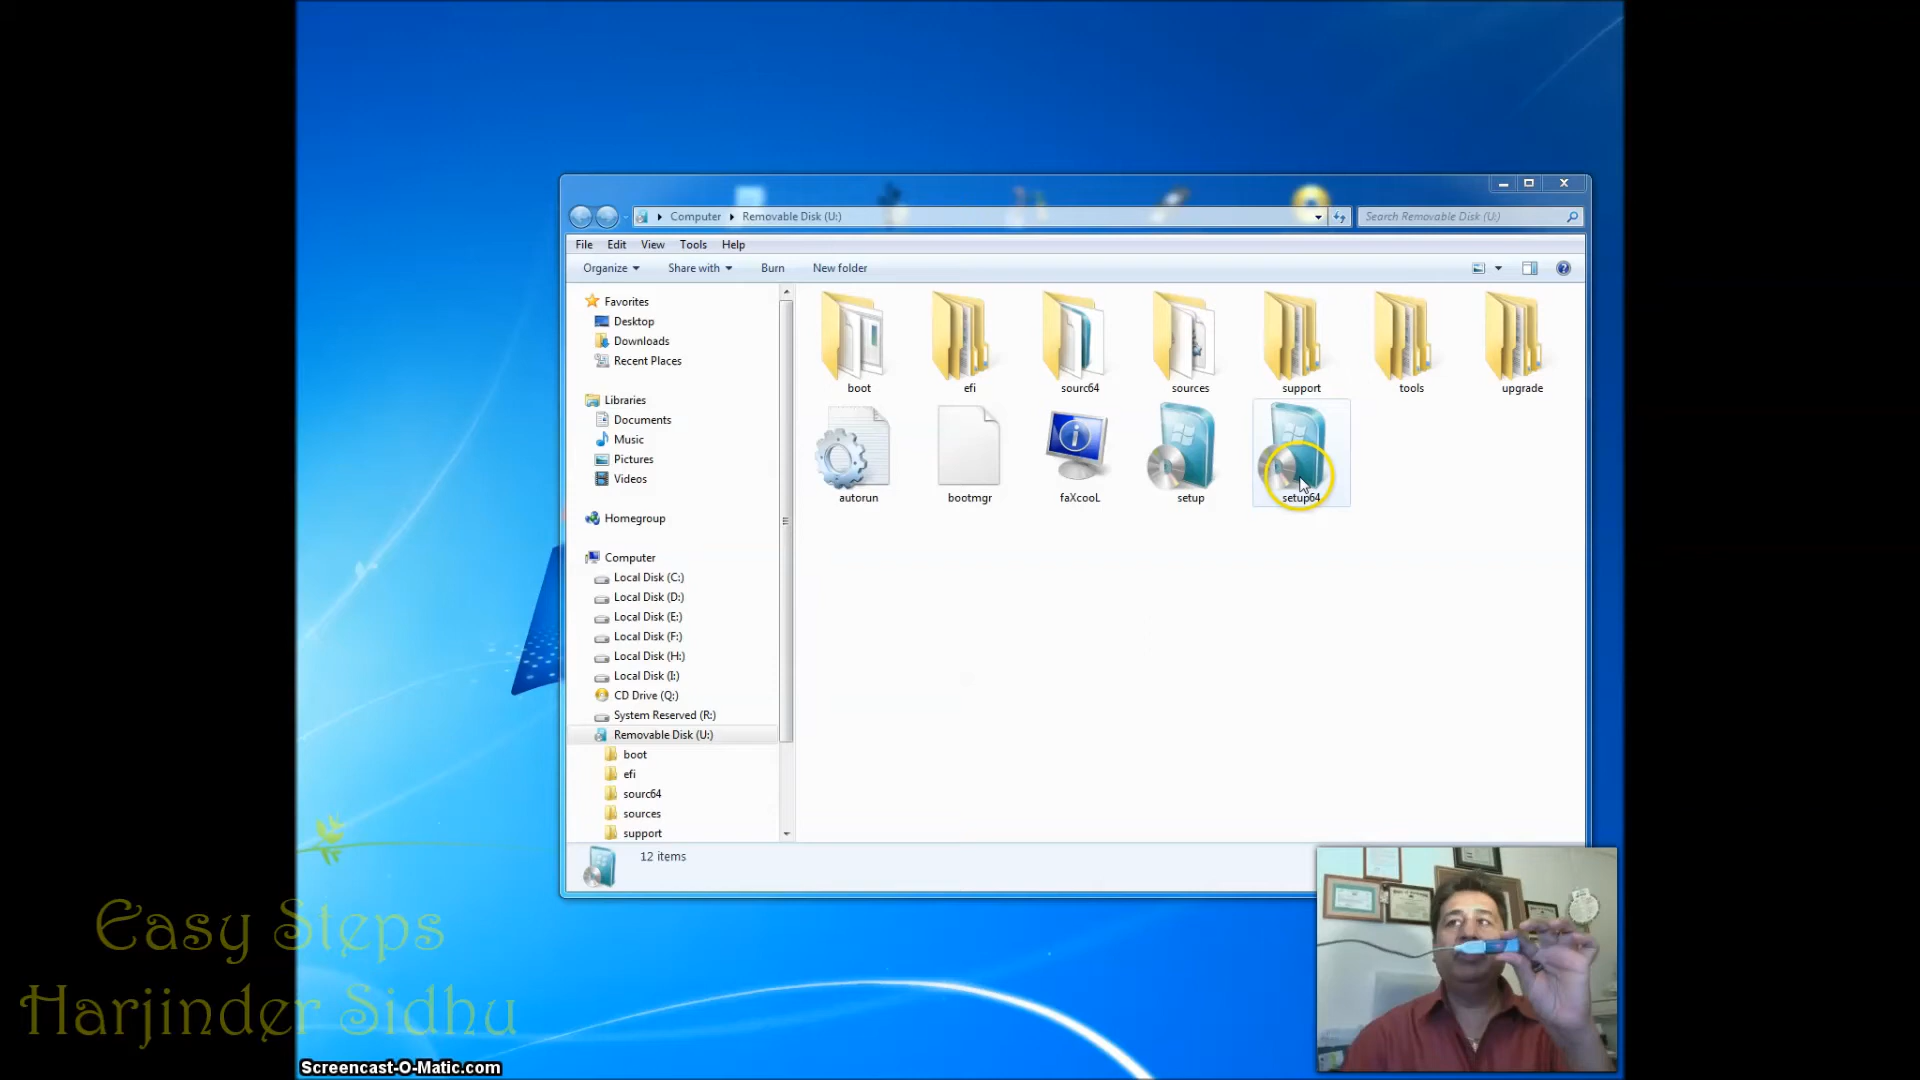 Computer Removable Disk (U:)
Search Removable Disk (U:)
File Edit View Tools Help
Organize Share with Burn New folder
Favorites
Desktop
Downloads
Recent Places
Libraries
Documents
Music
Pictures
Videos
Homegroup
Computer
Local Disk (C:)
Local Disk (D:)
Local Disk (E:)
Local Disk (F:)
Local Disk (H:)
Local Disk (I:)
CD Drive (Q:)
System Reserved (R:)
Removable Disk (U:)
boot
efi
sourc64
sources
support
boot efi sourc64 sources support tools upgrade
autorun bootmgr faXcooL setup setup64
12 items
Easy Steps
Harjinder Sidhu
Screencast-O-Matic.com